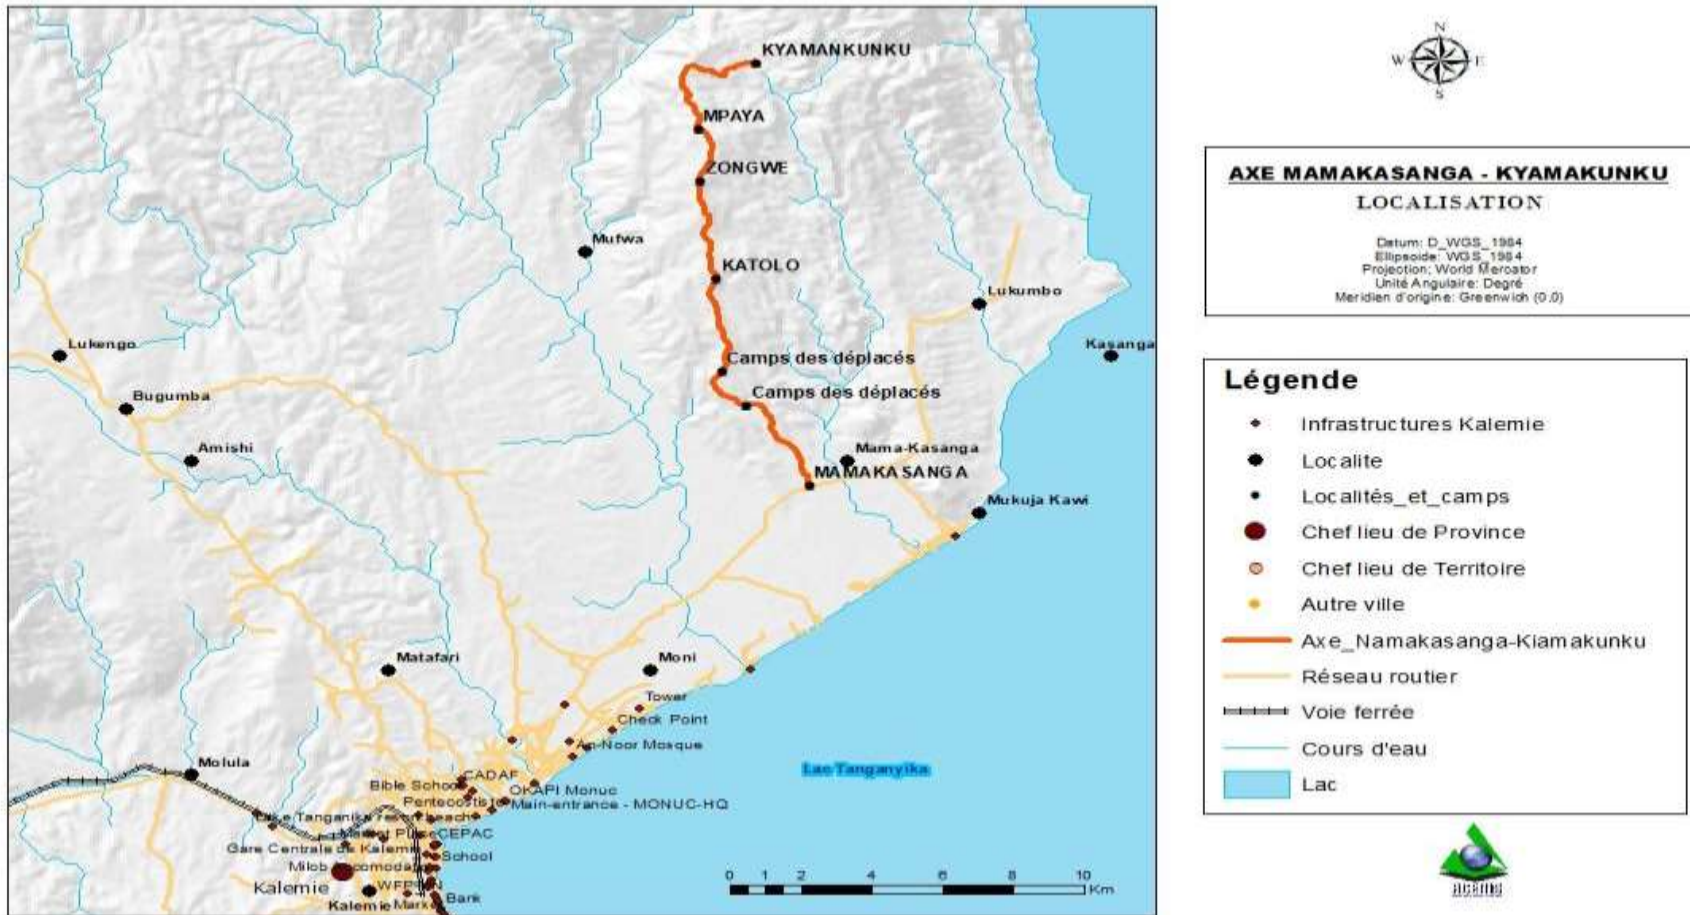 KYAMANKUNKU
MPAYA
ZONGWE
Mufwa
KATOLO
Lukumbo
Lukengo
Kasanga
Camps des déplacés
Bugumba
Camps des déplacés
Amishi
Mama-Kasanga
MAMAKASANGA
Mukuja Kawi
Matafari
Moni
Tower
Check Point
An-Noor Mosque
Molula
Lac Tanganyika
CADAF
Bible School
OKAPI Monuc
Main-entrance - MONUC-HQ
CEPAC
Gare Centrale de Kalemie
School
Kalemie
Bank
Kalemie
0 1 2 4 6 8 10
Km
N
W E
S
AXE MAMAKASANGA - KYAMAKUNKU
LOCALISATION
Datum: D_WGS_1984
Ellipsoide: WGS_1984
Projection: World Mercator
Unité Angulaire: Degré
Meridien d'origine: Greenwich (0.0)
Légende
Infrastructures Kalemie
Localite
Localités_et_camps
Chef lieu de Province
Chef lieu de Territoire
Autre ville
Axe_Namakasanga-Kiamakunku
Réseau routier
Voie ferrée
Cours d'eau
Lac